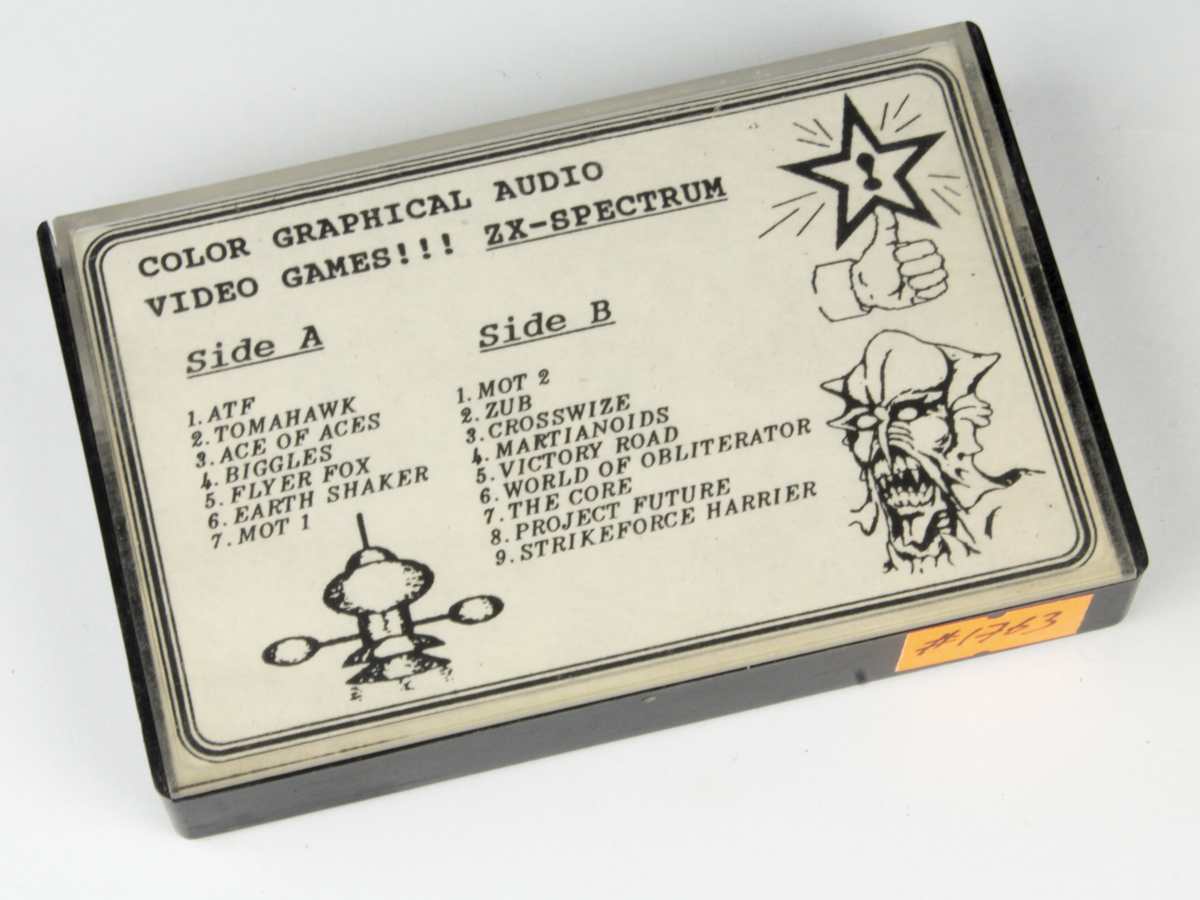 COLOR GRAPHICAL AUDIO
VIDEO GAMES!!! ZX-SPECTRUM
Side A
1. ATF
2. TOMAHAWK
3. ACE OF ACES
4. BIGGLES
5. FLYER FOX
6. EARTH SHAKER
7. MOT 1
Side B
1. MOT 2
2. ZUB
3. CROSSWIZE
4. MARTIANOIDS
5. VICTORY ROAD
6. WORLD OF OBLITERATOR
7. THE CORE
8. PROJECT FUTURE
9. STRIKEFORCE HARRIER
!